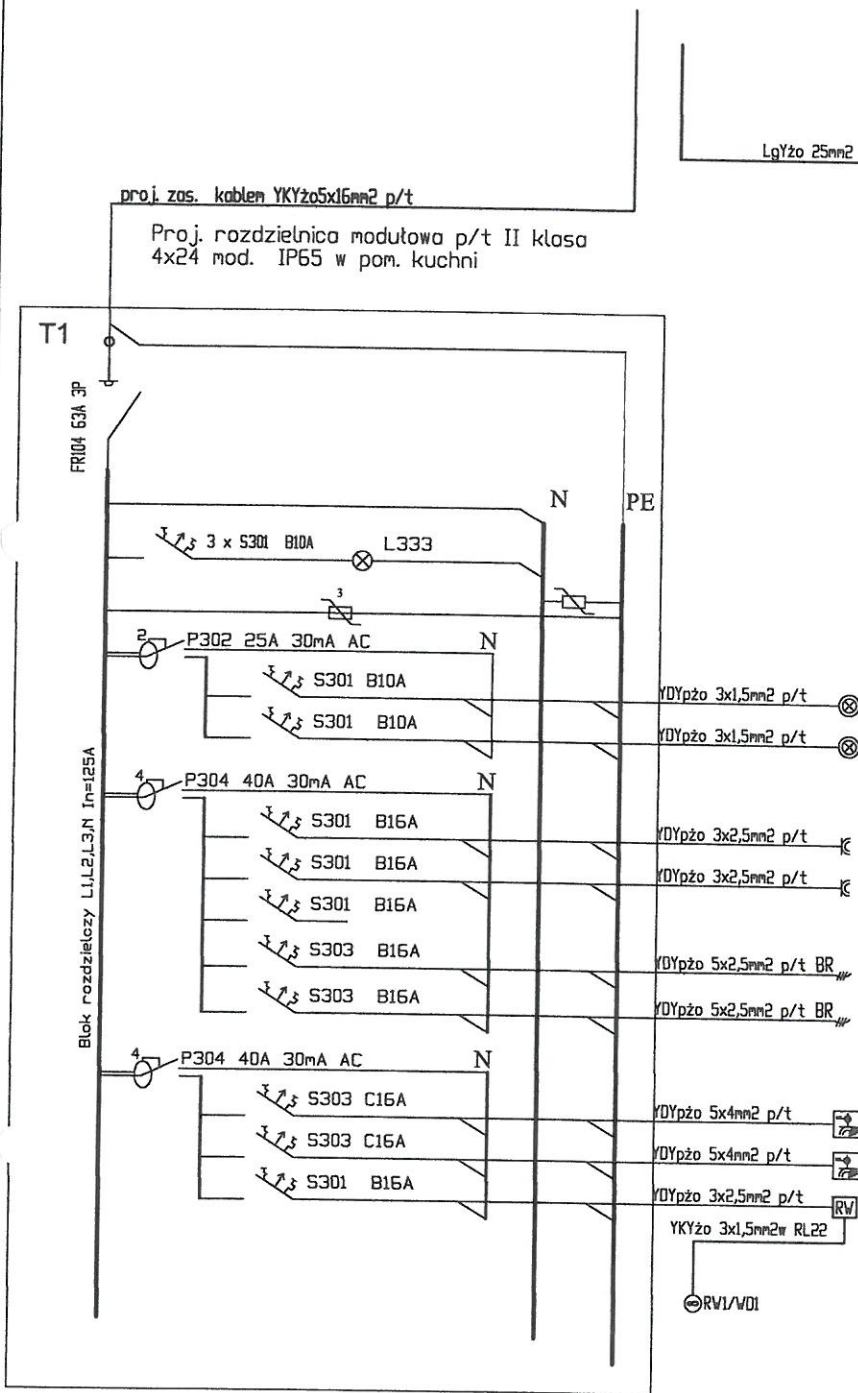 LgYżo 25mm2
proj. zas. kablem YKYżo5x16mm2 p/t
Proj. rozdzielnica modułowa p/t II klasa
4x24 mod. IP65 w pom. kuchni
T1
FR104 63A 3P
N
PE
3 x S301 B10A
L333
3
2
P302 25A 30mA AC
N
S301 B10A
YDYpżo 3x1,5mm2 p/t
S301 B10A
YDYpżo 3x1,5mm2 p/t
Blok rozdzielczy L1,L2,L3,N In=125A
4
P304 40A 30mA AC
N
S301 B16A
YDYpżo 3x2,5mm2 p/t
S301 B16A
YDYpżo 3x2,5mm2 p/t
S301 B16A
S303 B16A
YDYpżo 5x2,5mm2 p/t BR
S303 B16A
YDYpżo 5x2,5mm2 p/t BR
4
P304 40A 30mA AC
N
S303 C16A
YDYpżo 5x4mm2 p/t
S303 C16A
YDYpżo 5x4mm2 p/t
S301 B16A
YDYpżo 3x2,5mm2 p/t
RW
YKYżo 3x1,5mm2w RL22
RW1/WD1